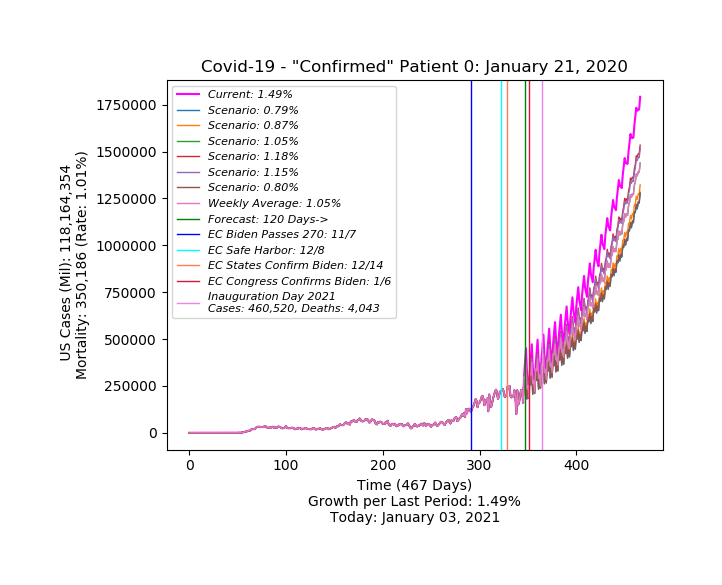 Covid-19 - "Confirmed" Patient 0: January 21, 2020
US Cases (Mil): 118,164,354
Mortality: 350,186 (Rate: 1.01%)
1750000
1500000
1250000
1000000
750000
500000
250000
0
Current: 1.49%
Scenario: 0.79%
Scenario: 0.87%
Scenario: 1.05%
Scenario: 1.18%
Scenario: 1.15%
Scenario: 0.80%
Weekly Average: 1.05%
Forecast: 120 Days->
EC Biden Passes 270: 11/7
EC Safe Harbor: 12/8
EC States Confirm Biden: 12/14
EC Congress Confirms Biden: 1/6
Inauguration Day 2021
Cases: 460,520, Deaths: 4,043
0 100 200 300 400
Time (467 Days)
Growth per Last Period: 1.49%
Today: January 03, 2021